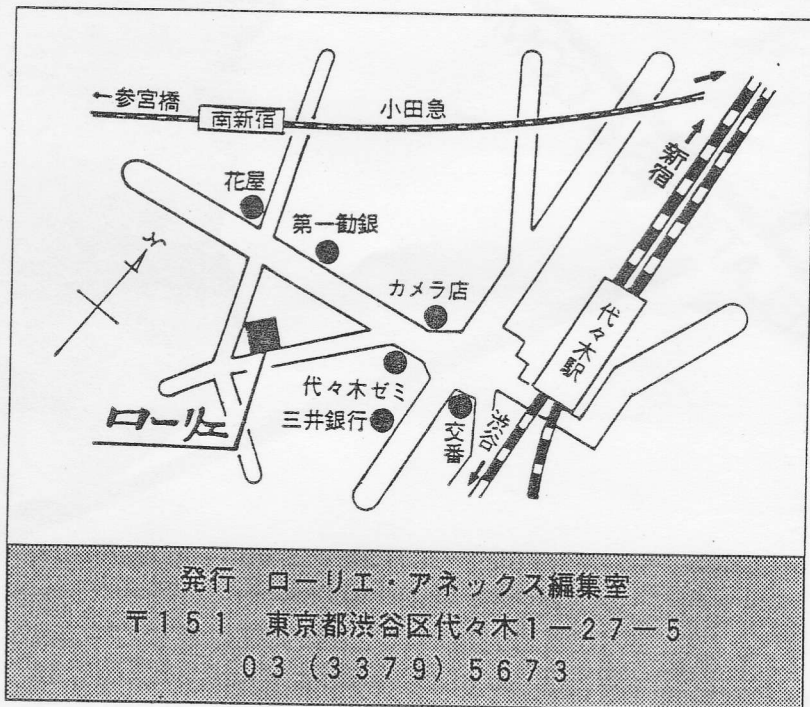 ←参宮橋
南新宿
小田急
新宿
花屋
第一勧銀
カメラ店
代々木駅
代々木ゼミ
三井銀行
交番
渋谷
ローリエ
N
発行 ローリエ・アネックス編集室
〒151 東京都渋谷区代々木1-27-5
03(3379)5673